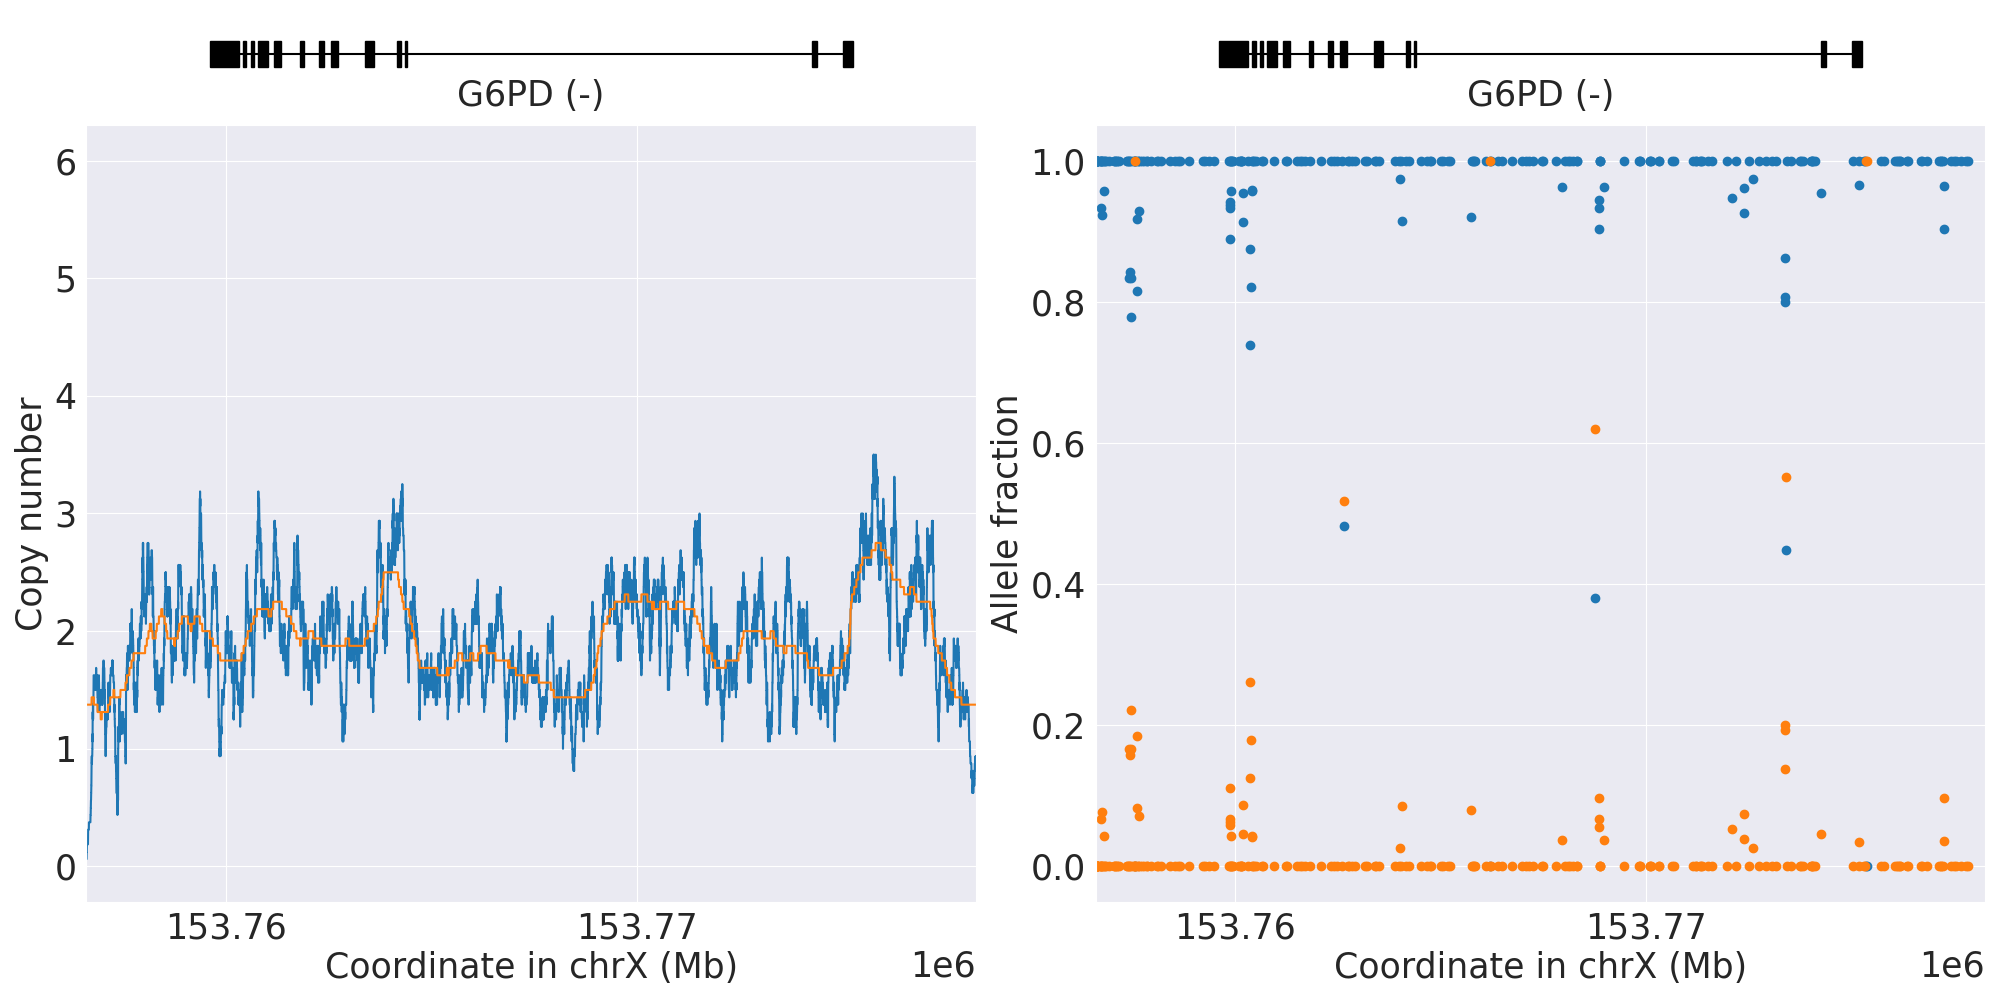 G6PD (-)
6
5
4
3
2
1
0
Copy number
153.76
153.77
Coordinate in chrX (Mb)
1e6
G6PD (-)
1.0
0.8
0.6
0.4
0.2
0.0
Allele fraction
153.76
153.77
Coordinate in chrX (Mb)
1e6